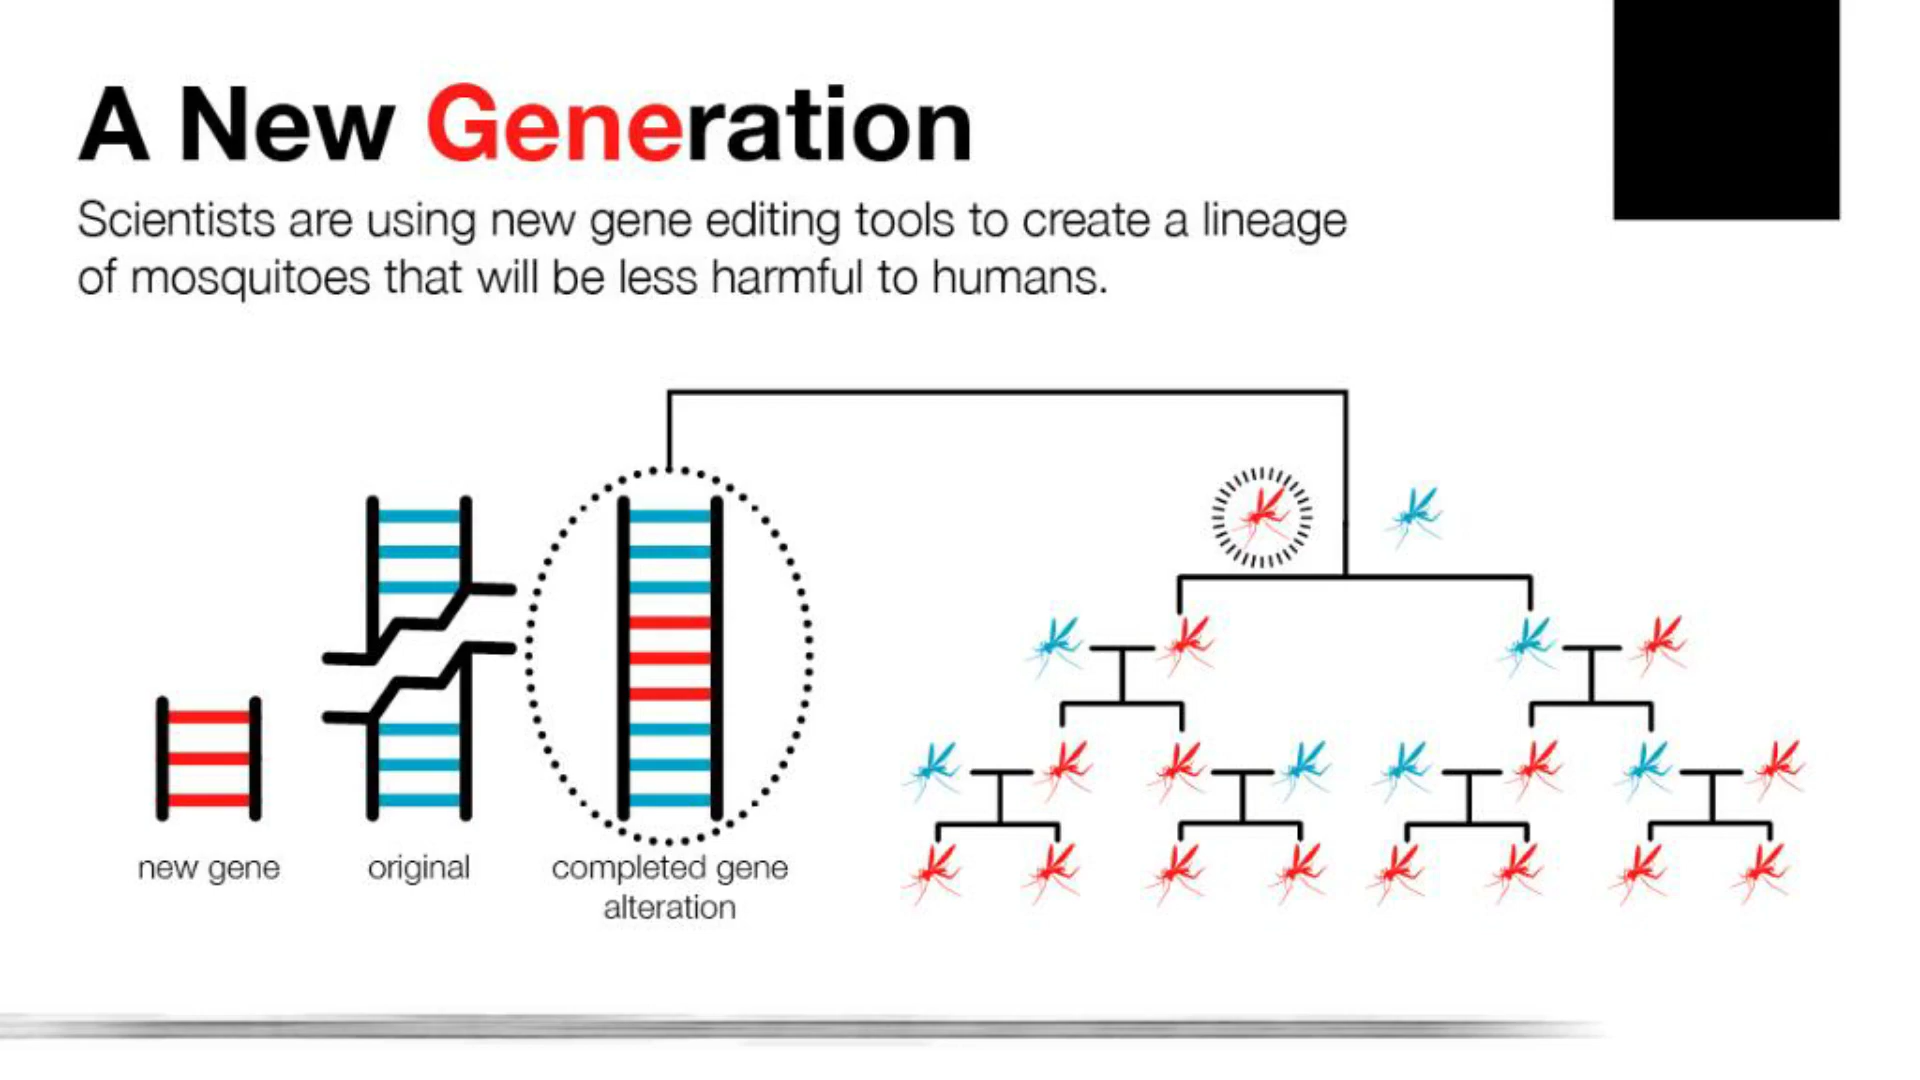 A New Generation
Scientists are using new gene editing tools to create a lineage
of mosquitoes that will be less harmful to humans.
new gene
original
completed gene
alteration